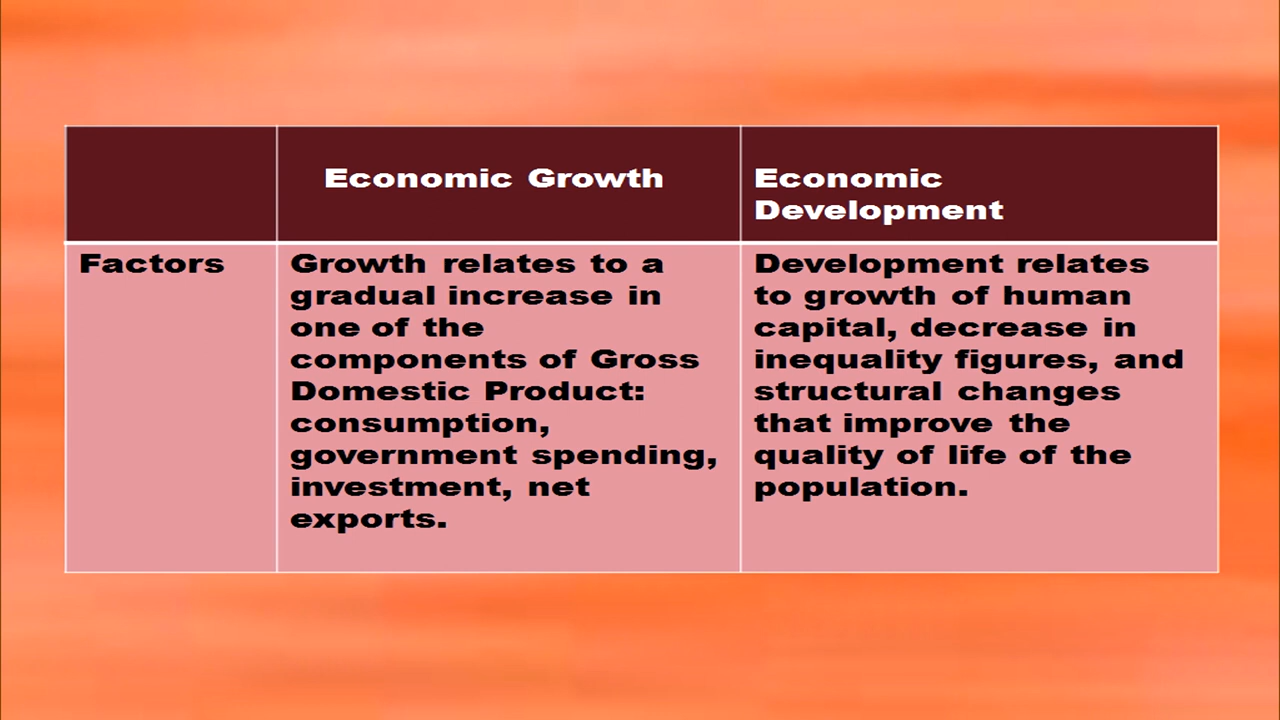 Economic Growth
Economic
Development
Factors
Growth relates to a
gradual increase in
one of the
components of Gross
Domestic Product:
consumption,
government spending,
investment, net
exports.
Development relates
to growth of human
capital, decrease in
inequality figures, and
structural changes
that improve the
quality of life of the
population.